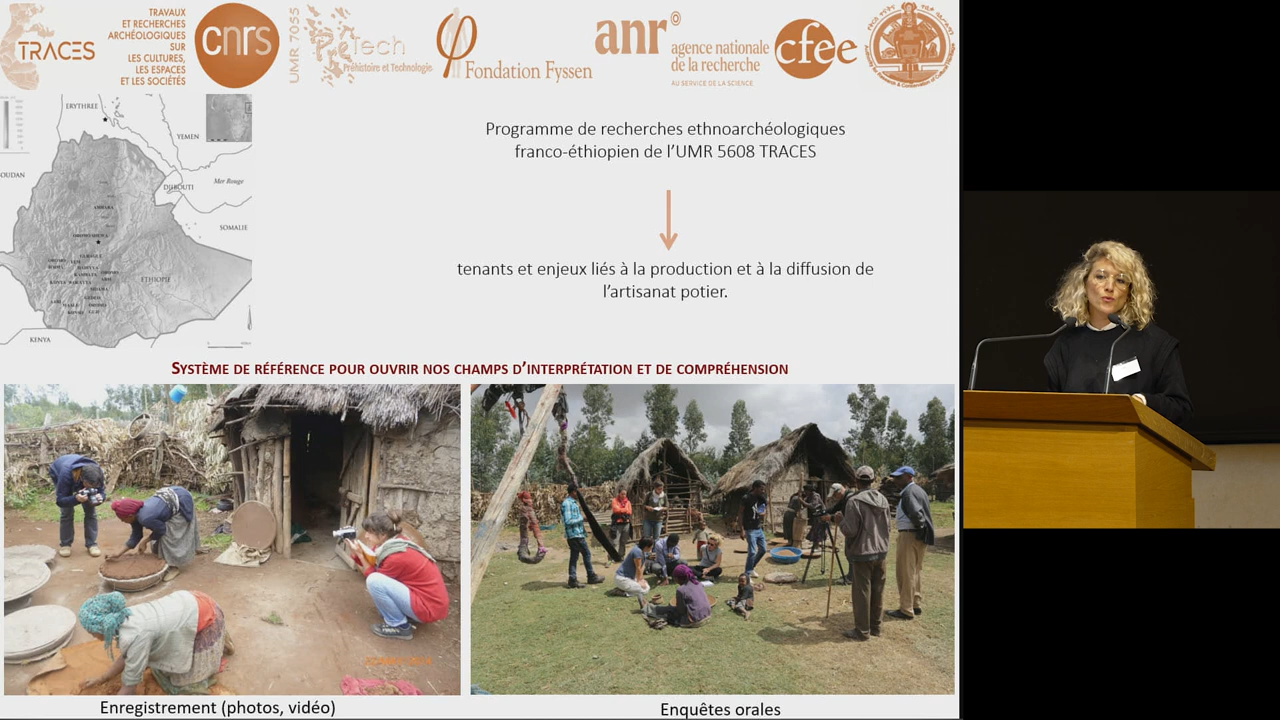 TRACES
TRAVAUX
ET RECHERCHES
ARCHÉOLOGIQUES
SUR
LES CULTURES,
LES ESPACES
ET LES SOCIÉTÉS
cnrs
UMR 7055
Tech
Préhistoire et Technologie
Fondation Fyssen
anr
agence nationale
de la recherche
AU SERVICE DE LA SCIENCE
cfee
ERYTHREE
YEMEN
OUDAN
DJIBOUTI
Mer Rouge
SOMALIE
ETHIOPIE
KENYA
Programme de recherches ethnoarchéologiques
franco-éthiopien de l'UMR 5608 TRACES
tenants et enjeux liés à la production et à la diffusion de
l'artisanat potier.
SYSTÈME DE RÉFÉRENCE POUR OUVRIR NOS CHAMPS D'INTERPRÉTATION ET DE COMPRÉHENSION
Enregistrement (photos, vidéo)
Enquêtes orales